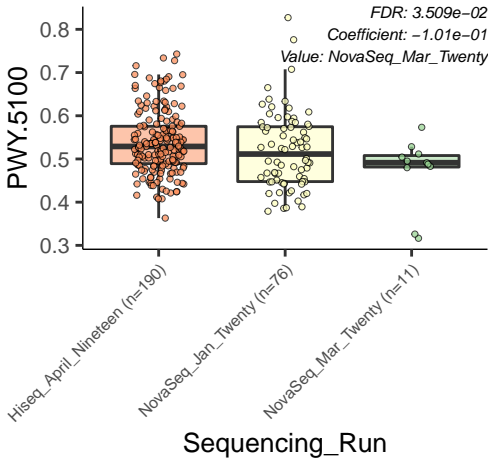 FDR: 3.509e−02
Coefficient: −1.01e−01
Value: NovaSeq_Mar_Twenty
PWY.5100
0.8
0.7
0.6
0.5
0.4
0.3
Hiseq_April_Nineteen (n=190)
NovaSeq_Jan_Twenty (n=76)
NovaSeq_Mar_Twenty (n=11)
Sequencing_Run